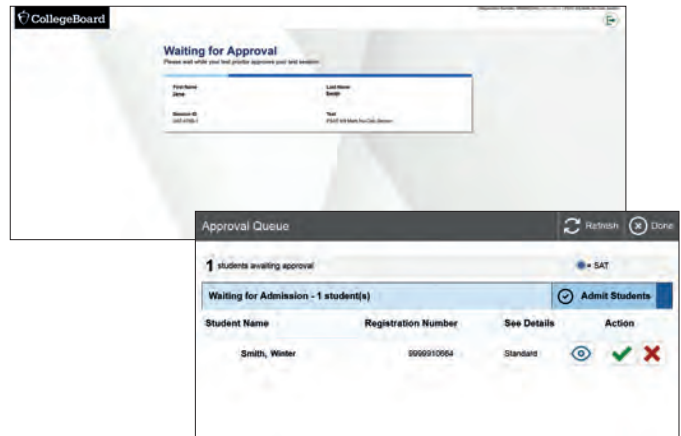 CollegeBoard
Waiting for Approval
Please wait while your test proctor approves your test session
First Name
Last Name
Jane
Smith
Session ID
Test
Approval Queue
Refresh
Done
1 students awaiting approval
= SAT
Waiting for Admission - 1 student(s)
Admit Students
Student Name Registration Number See Details Action
Smith, Winter 9999910664 Standard